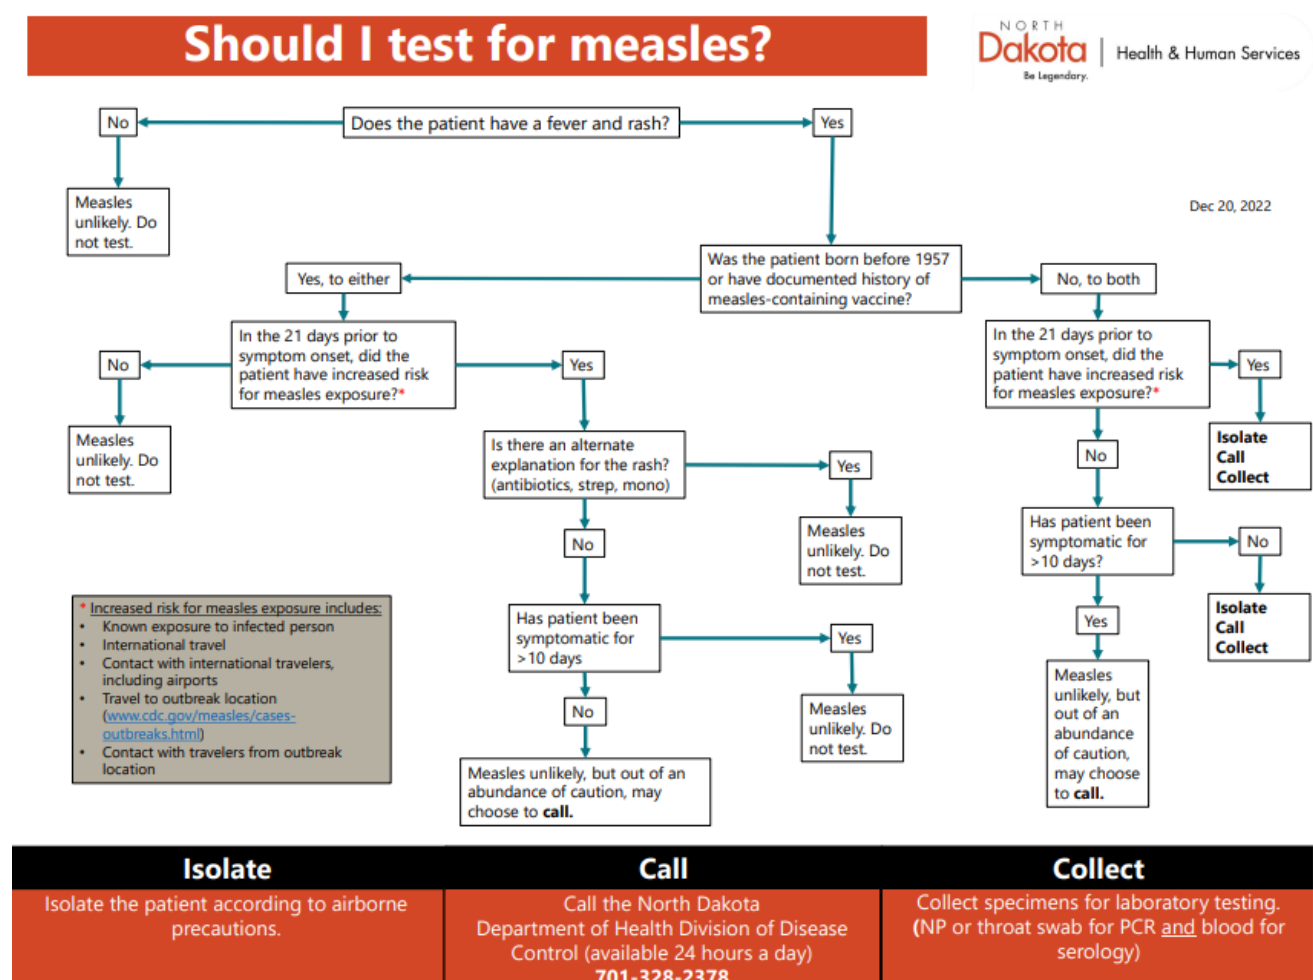 Should I test for measles?
NORTH
Dakota
Be Legendary.
Health & Human Services
No
Does the patient have a fever and rash?
Yes
Measles
unlikely. Do
not test.
Dec 20, 2022
Was the patient born before 1957
or have documented history of
measles-containing vaccine?
Yes, to either
No, to both
In the 21 days prior to
symptom onset, did the
patient have increased risk
for measles exposure?*
No
Yes
Measles
unlikely. Do
not test.
In the 21 days prior to
symptom onset, did the
patient have increased risk
for measles exposure?*
Yes
Isolate
Call
Collect
No
Is there an alternate
explanation for the rash?
(antibiotics, strep, mono)
Yes
Measles
unlikely. Do
not test.
No
Has patient been
symptomatic for
>10 days?
No
Isolate
Call
Collect
Yes
Measles
unlikely, but
out of an
abundance
of caution,
may choose
to call.
Has patient been
symptomatic for
>10 days
Yes
Measles
unlikely. Do
not test.
No
Measles unlikely, but out of an
abundance of caution, may
choose to call.
* Increased risk for measles exposure includes:
• Known exposure to infected person
• International travel
• Contact with international travelers,
including airports
• Travel to outbreak location
(www.cdc.gov/measles/cases-
outbreaks.html)
• Contact with travelers from outbreak
location
Isolate
Isolate the patient according to airborne
precautions.
Call
Call the North Dakota
Department of Health Division of Disease
Control (available 24 hours a day)
701-328-2378
Collect
Collect specimens for laboratory testing.
(NP or throat swab for PCR and blood for
serology)